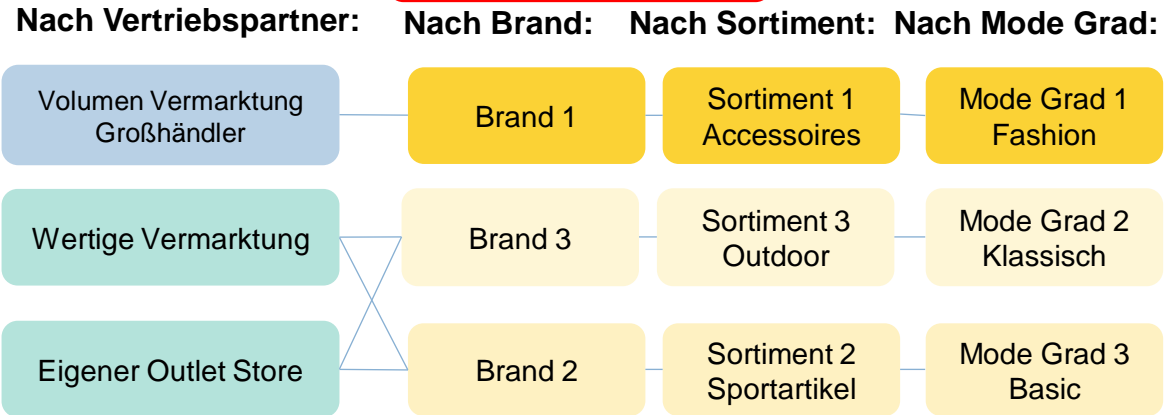 Nach Vertriebspartner: Nach Brand: Nach Sortiment: Nach Mode Grad:
Volumen Vermarktung
Großhändler
Brand 1
Sortiment 1
Accessoires
Mode Grad 1
Fashion
Wertige Vermarktung
Brand 3
Sortiment 3
Outdoor
Mode Grad 2
Klassisch
Eigener Outlet Store
Brand 2
Sortiment 2
Sportartikel
Mode Grad 3
Basic